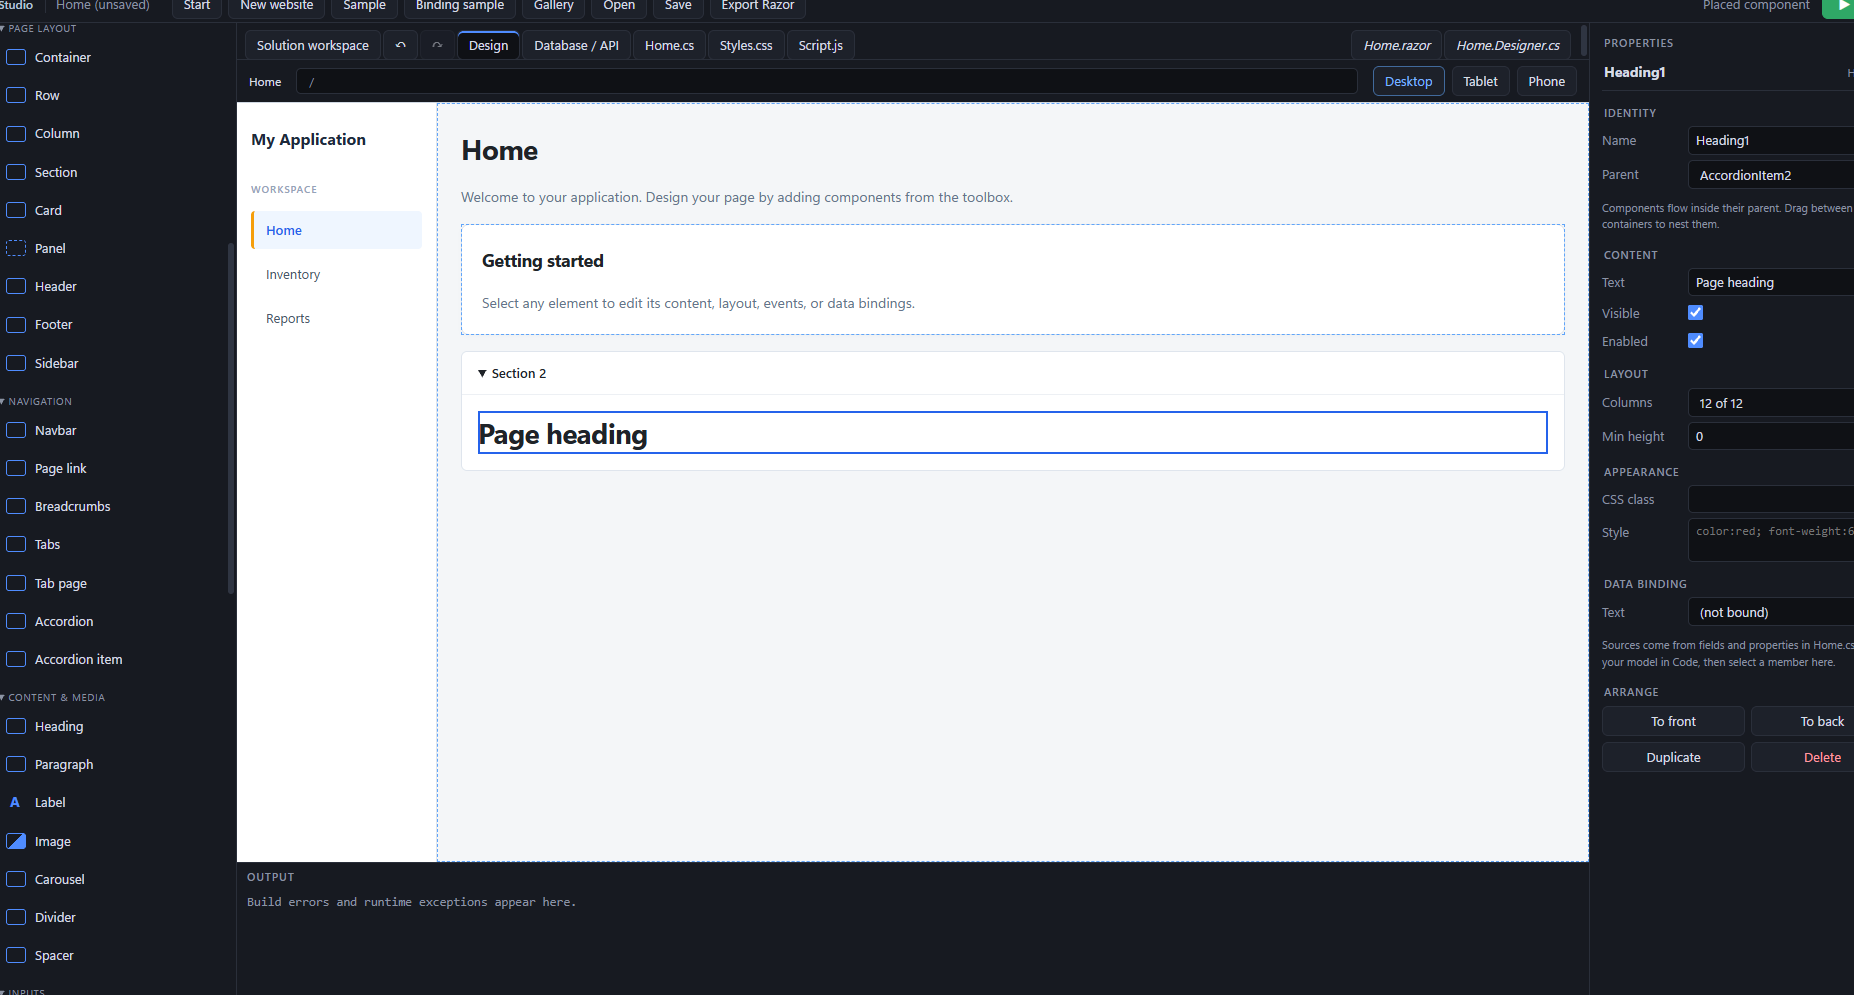 Studio
Home (unsaved)
Start
New website
Sample
Binding sample
Gallery
Open
Save
Export Razor
Placed component
PAGE LAYOUT
Container
Row
Column
Section
Card
Panel
Header
Footer
Sidebar
NAVIGATION
Navbar
Page link
Breadcrumbs
Tabs
Tab page
Accordion
Accordion item
CONTENT & MEDIA
Heading
Paragraph
A Label
Image
Carousel
Divider
Spacer
INPUTS
Solution workspace
Design
Database / API
Home.cs
Styles.css
Script.js
Home.razor
Home.Designer.cs
Home
/
Desktop
Tablet
Phone
My Application
WORKSPACE
Home
Inventory
Reports
Home
Welcome to your application. Design your page by adding components from the toolbox.
Getting started
Select any element to edit its content, layout, events, or data bindings.
Section 2
Page heading
OUTPUT
Build errors and runtime exceptions appear here.
PROPERTIES
Heading1
IDENTITY
Name Heading1
Parent AccordionItem2
Components flow inside their parent. Drag between
containers to nest them.
CONTENT
Text Page heading
Visible
Enabled
LAYOUT
Columns 12 of 12
Min height 0
APPEARANCE
CSS class
Style color:red; font-weight:6
DATA BINDING
Text (not bound)
Sources come from fields and properties in Home.cs
your model in Code, then select a member here.
ARRANGE
To front
To back
Duplicate
Delete